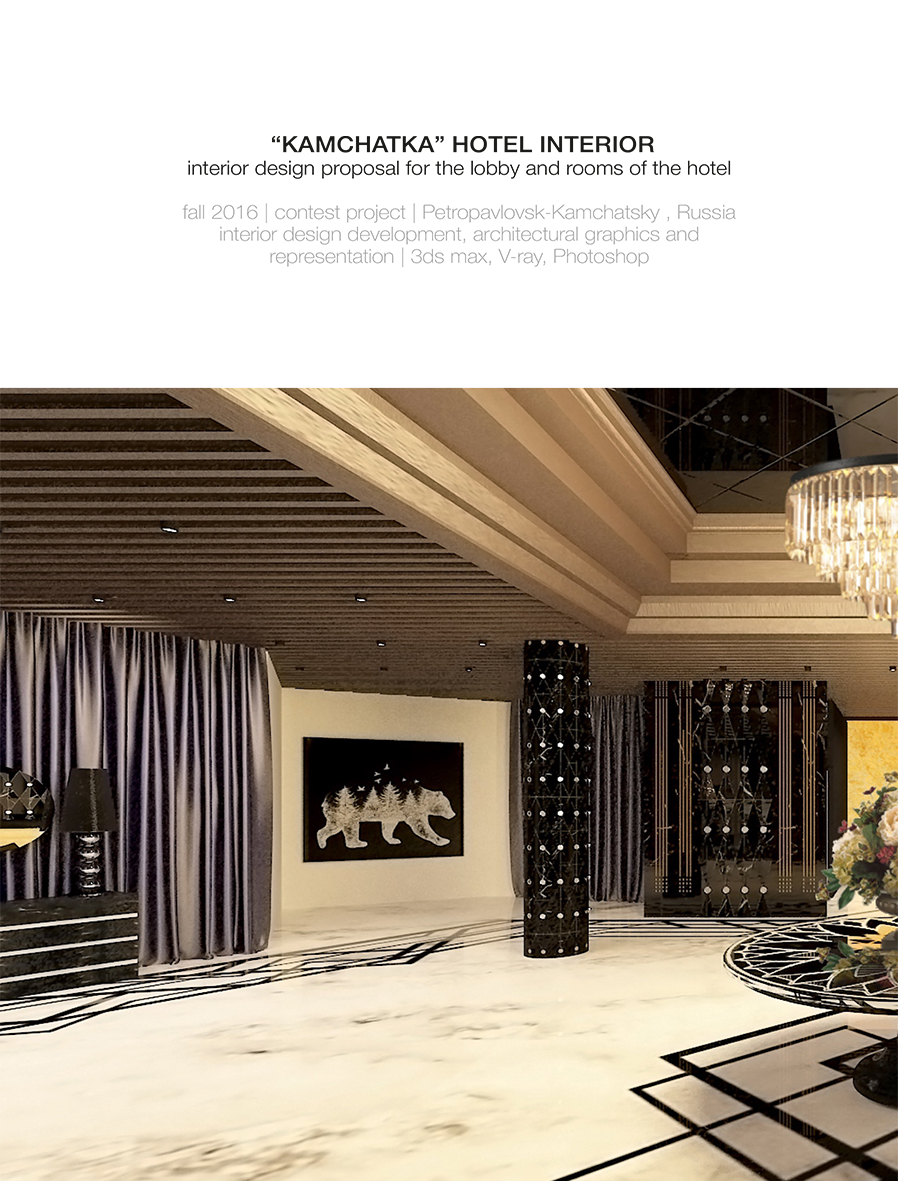 “KAMCHATKA” HOTEL INTERIOR
interior design proposal for the lobby and rooms of the hotel
fall 2016 | contest project | Petropavlovsk-Kamchatsky , Russia
interior design development, architectural graphics and
representation | 3ds max, V-ray, Photoshop